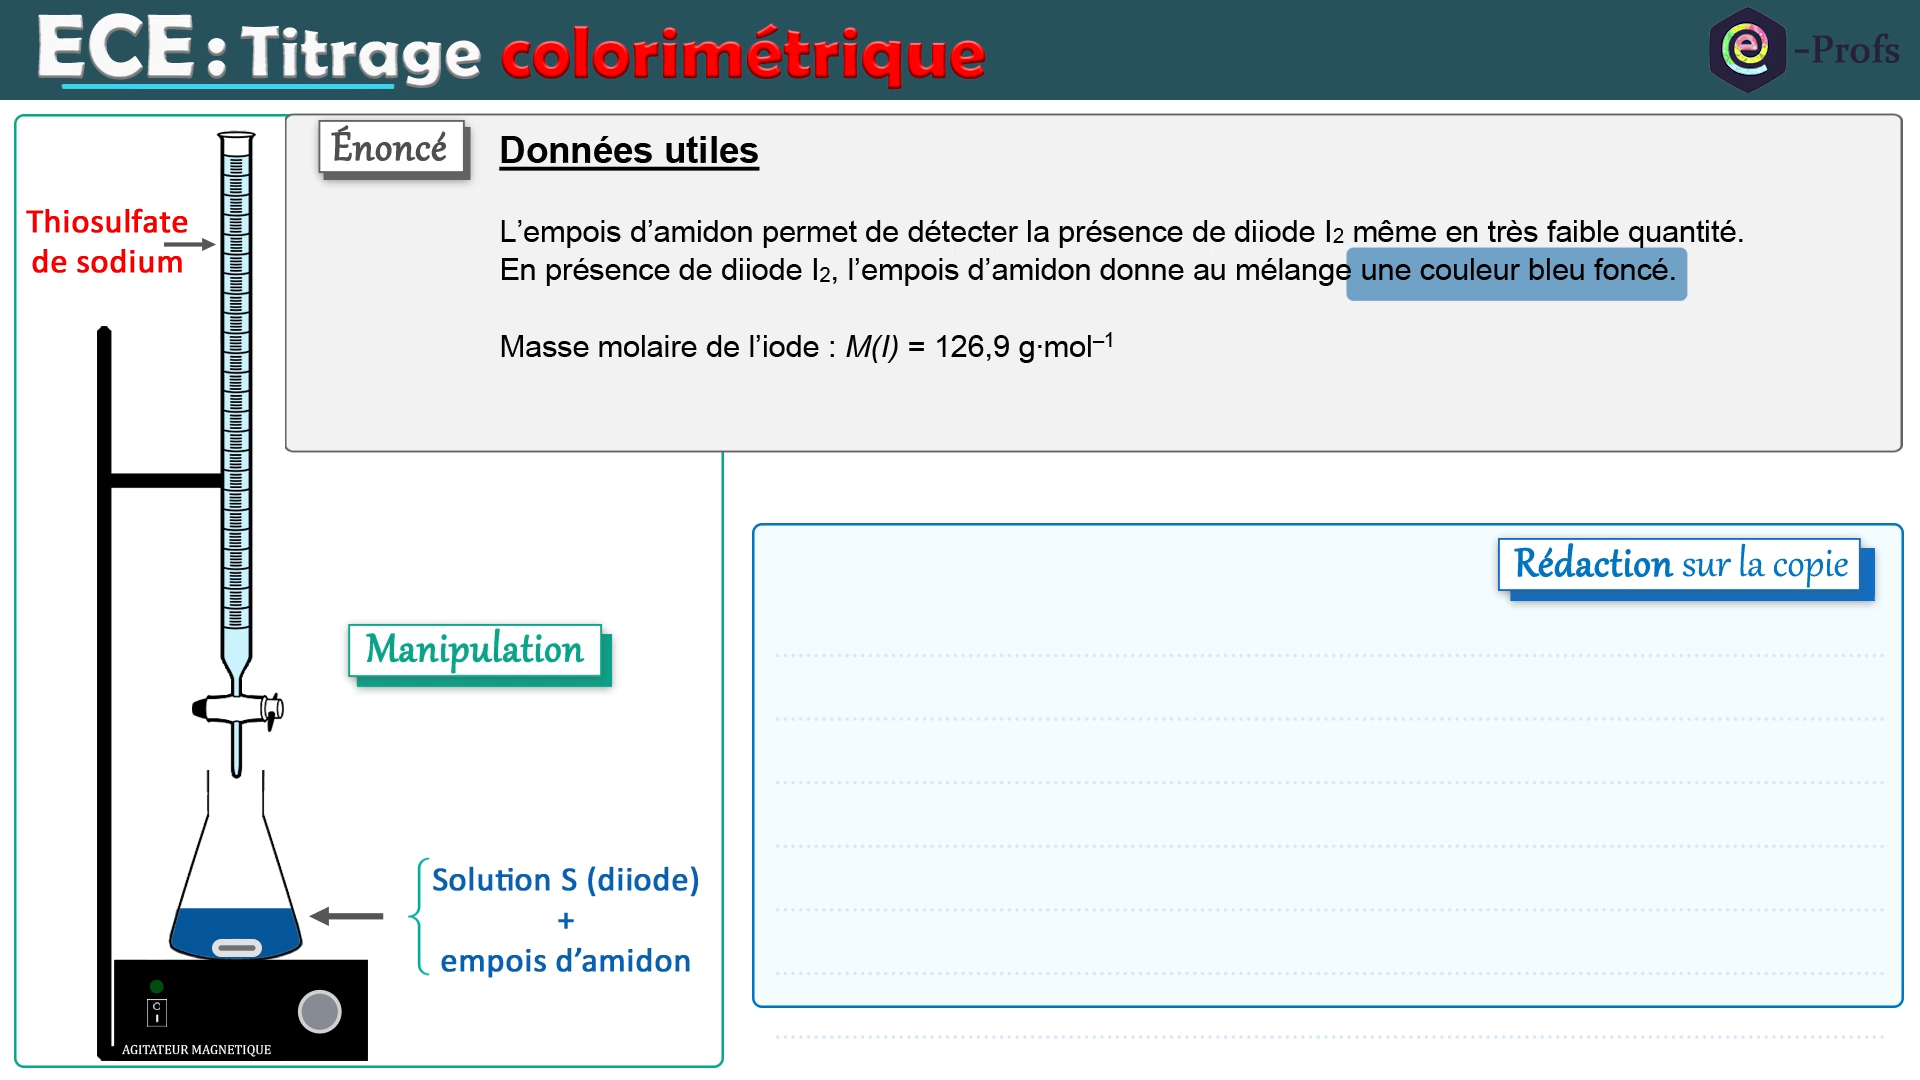 ECE : Titrage colorimétrique
e -Profs
Énoncé
Données utiles
L’empois d’amidon permet de détecter la présence de diiode I2 même en très faible quantité.
En présence de diiode I2, l’empois d’amidon donne au mélange une couleur bleu foncé.
Masse molaire de l’iode : M(I) = 126,9 g·mol–1
Thiosulfate
de sodium
Manipulation
Rédaction sur la copie
Solution S (diiode)
+
empois d’amidon
O
I
AGITATEUR MAGNETIQUE